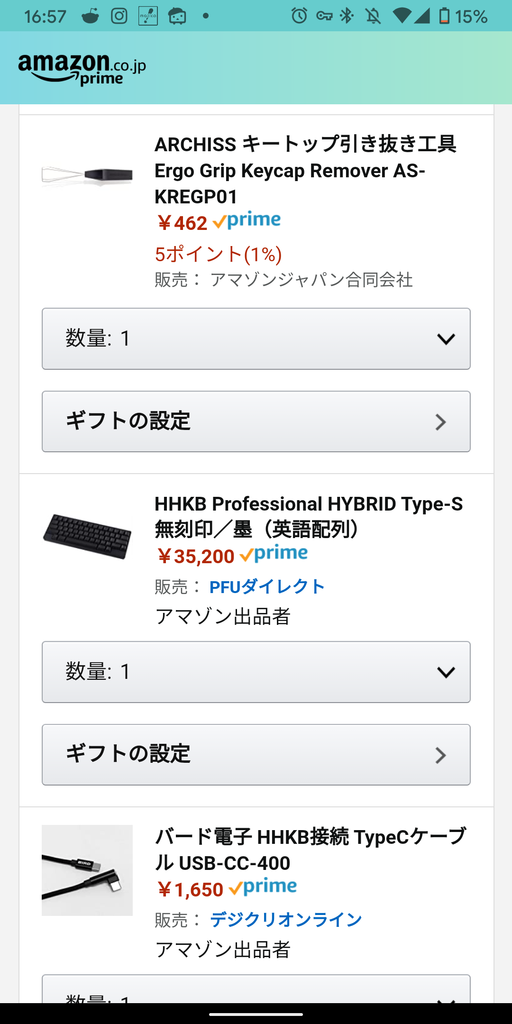 16:57
15%
amazon.co.jp
prime
ARCHISS キートップ引き抜き工具
Ergo Grip Keycap Remover AS-
KREGP01
￥462 prime
5ポイント(1%)
販売： アマゾンジャパン合同会社
数量: 1
ギフトの設定
HHKB Professional HYBRID Type-S
無刻印／墨（英語配列）
￥35,200 prime
販売： PFUダイレクト
アマゾン出品者
数量: 1
ギフトの設定
バード電子 HHKB接続 TypeCケーブ
ル USB-CC-400
￥1,650 prime
販売： デジクリオンライン
アマゾン出品者
数量: 1